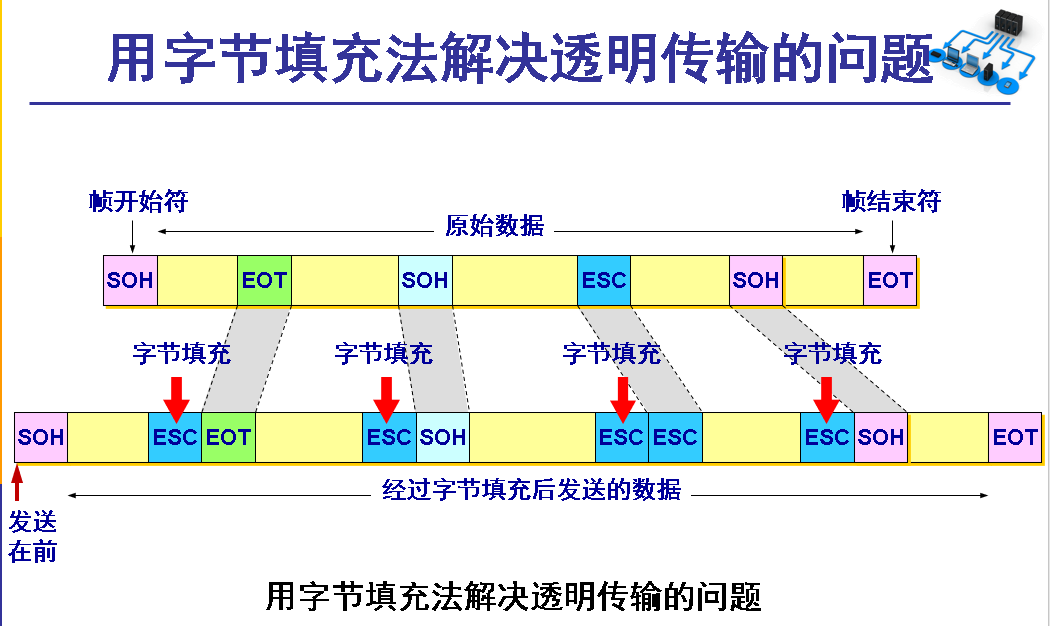 用字节填充法解决透明传输的问题
帧开始符
帧结束符
原始数据
SOH
EOT
SOH
ESC
SOH
EOT
字节填充
字节填充
字节填充
字节填充
SOH
ESC
EOT
ESC
SOH
ESC
ESC
ESC
SOH
EOT
经过字节填充后发送的数据
发送
在前
用字节填充法解决透明传输的问题